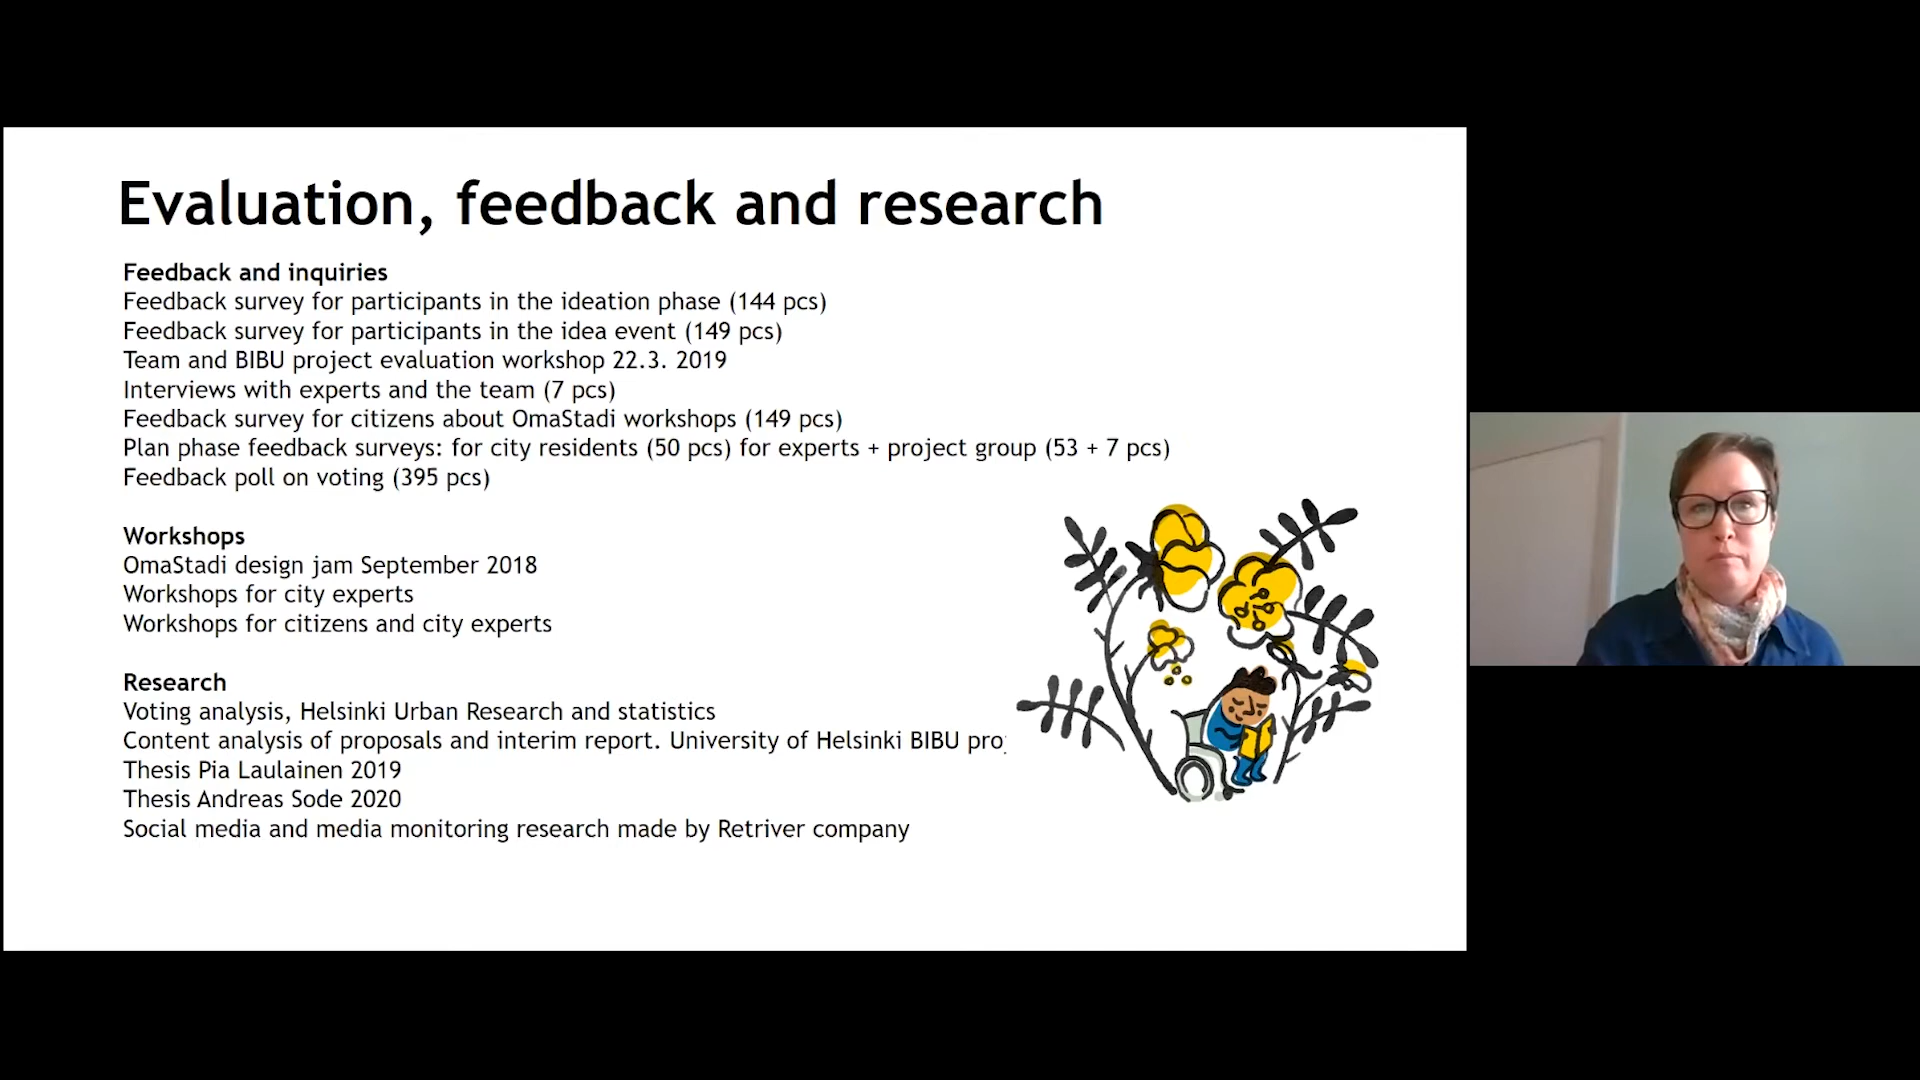 Evaluation, feedback and research
Feedback and inquiries
Feedback survey for participants in the ideation phase (144 pcs)
Feedback survey for participants in the idea event (149 pcs)
Team and BIBU project evaluation workshop 22.3. 2019
Interviews with experts and the team (7 pcs)
Feedback survey for citizens about OmaStadi workshops (149 pcs)
Plan phase feedback surveys: for city residents (50 pcs) for experts + project group (53 + 7 pcs)
Feedback poll on voting (395 pcs)
Workshops
OmaStadi design jam September 2018
Workshops for city experts
Workshops for citizens and city experts
Research
Voting analysis, Helsinki Urban Research and statistics
Content analysis of proposals and interim report. University of Helsinki BIBU
Thesis Pia Laulainen 2019
Thesis Andreas Sode 2020
Social media and media monitoring research made by Retriver company